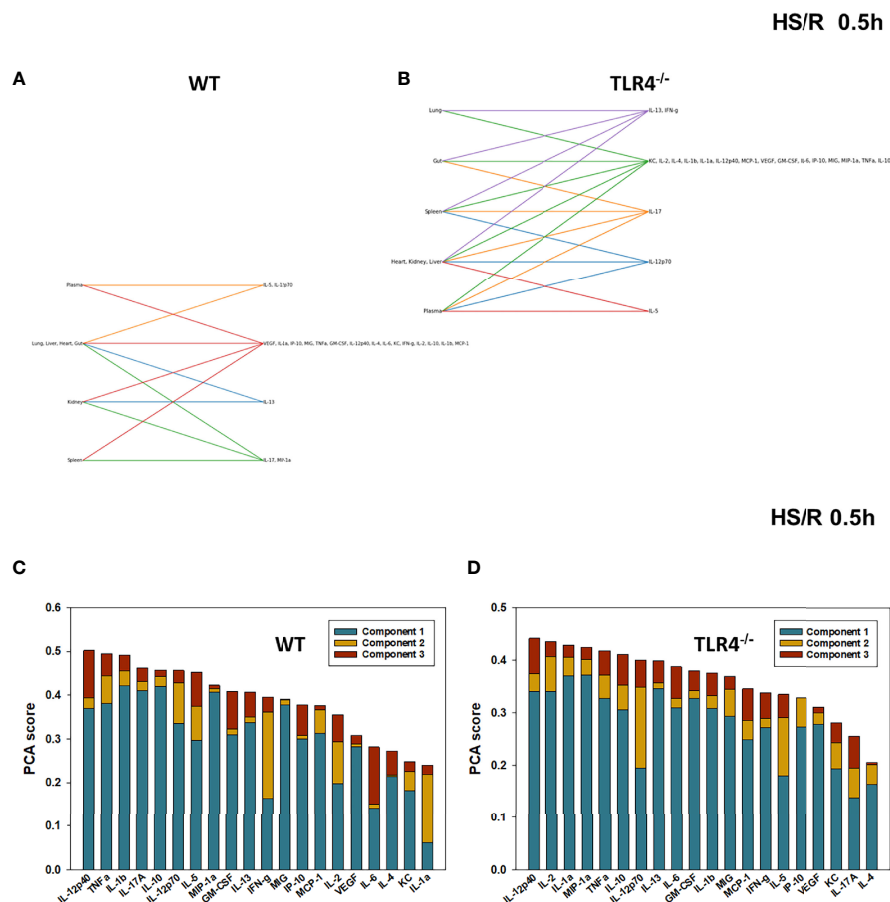 HS/R 0.5h
A
WT
B
TLR4-/-
Lung
IL-13, IFN-g
Gut
KC, IL-2, IL-4, IL-1b, IL-1a, IL-12p40, MCP-1, VEGF, GM-CSF, IL-6, IP-10, MIG, MIP-1a, TNFa, IL-10
Spleen
IL-17
Heart, Kidney, Liver
IL-12p70
Plasma
IL-5
Plasma
IL-5, IL-12p70
Lung, Liver, Heart, Gut
VEGF, IL1a, IP-10, MIG, TNFa, GM-CSF, IL-12p40, IL-4, IL-6, KC, IFN-g, IL-2, IL-10, IL-1b, MCP-1
Kidney
IL-13
Spleen
IL-17, MIP-1a
HS/R 0.5h
C
WT
PCA score
0.6
0.5
0.4
0.3
0.2
0.1
0.0
Component 1
Component 2
Component 3
IL-12p40
TNFa
IL-1b
IL-17A
IL-10
IL-12p70
IL-5
MIP-1a
GM-CSF
IL-13
IFN-g
MIG
IP-10
MCP-1
IL-2
VEGF
IL-6
IL-4
KC
IL-1a
D
TLR4-/-
PCA score
0.5
0.4
0.3
0.2
0.1
0.0
Component 1
Component 2
Component 3
IL-12p40
IL-2
IL-1a
MIP-1a
TNFa
IL-10
IL-12p70
IL-13
IL-6
GM-CSF
IL-1b
MIG
MCP-1
IFN-g
IL-5
IP-10
VEGF
KC
IL-17A
IL-4